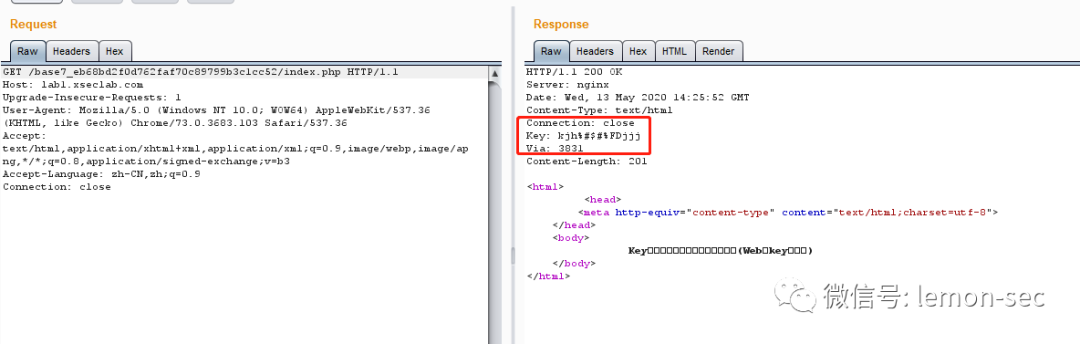 Request
Raw Headers Hex
GET /base7_eb68bd2f0d762faf70c89799b3c1cc52/index.php HTTP/1.1
Host: lab1.xseclab.com
Upgrade-Insecure-Requests: 1
User-Agent: Mozilla/5.0 (Windows NT 10.0; WOW64) AppleWebKit/537.36
(KHTML, like Gecko) Chrome/73.0.3683.103 Safari/537.36
Accept:
text/html,application/xhtml+xml,application/xml;q=0.9,image/webp,image/ap
ng,*/*;q=0.8,application/signed-exchange;v=b3
Accept-Language: zh-CN,zh;q=0.9
Connection: close
Response
Raw Headers Hex HTML Render
HTTP/1.1 200 OK
Server: nginx
Date: Wed, 13 May 2020 14:25:52 GMT
Content-Type: text/html
Connection: close
Key: kjh%#$#%FDjjj
Via: 3831
Content-Length: 201
<html>
<head>
<meta http-equiv="content-type" content="text/html;charset=utf-8">
</head>
<body>
Key□□□□□□□□□□□□□□(Web□key□□□)
</body>
</html>
微信号: lemon-sec